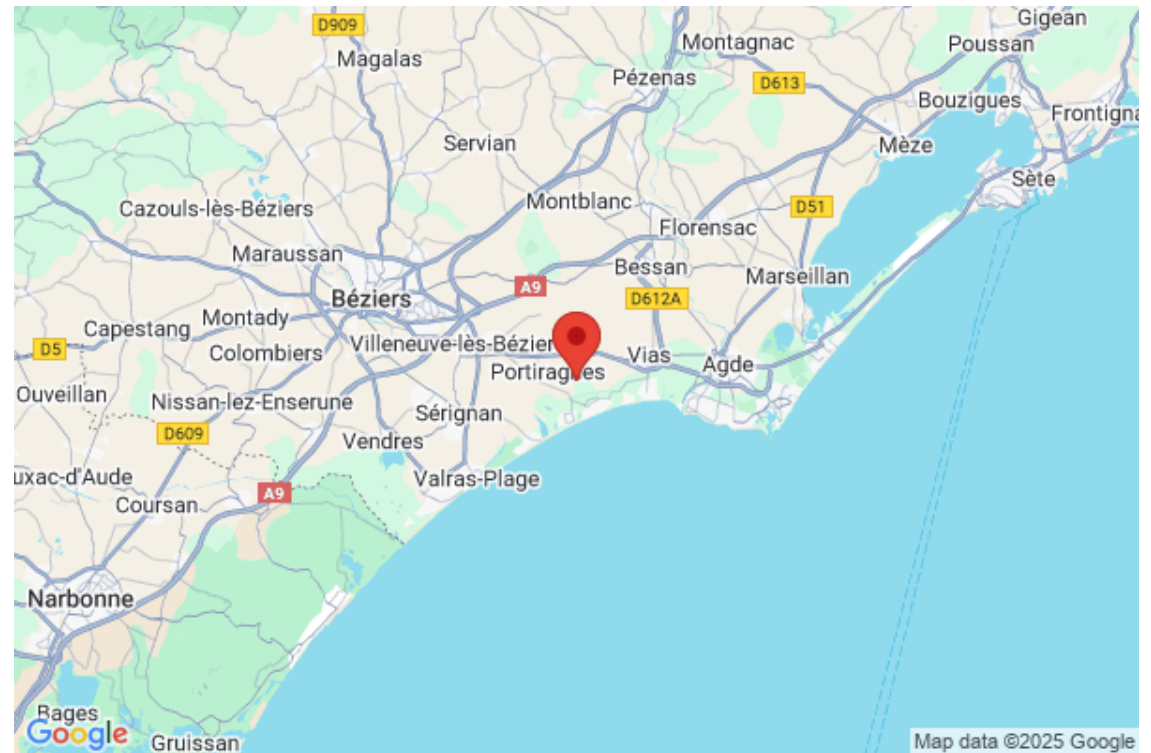 Gigean
D909
Montagnac
Poussan
Magalas
Pézenas
D613
Bouzigues
Frontigna
Servian
Mèze
Sète
Cazouls-lès-Béziers
Montblanc
D51
Florensac
Maraussan
Bessan
Marseillan
A9
Béziers
D612A
Montady
Capestang
Villeneuve-lès-Bézier
D5
Colombiers
Vias
Agde
Portiragnes
Ouveillan
Nissan-lez-Enserune
Sérignan
D609
Vendres
uxac-d'Aude
Valras-Plage
A9
Coursan
Narbonne
Bages
Google
Gruissan
Map data ©2025 Google